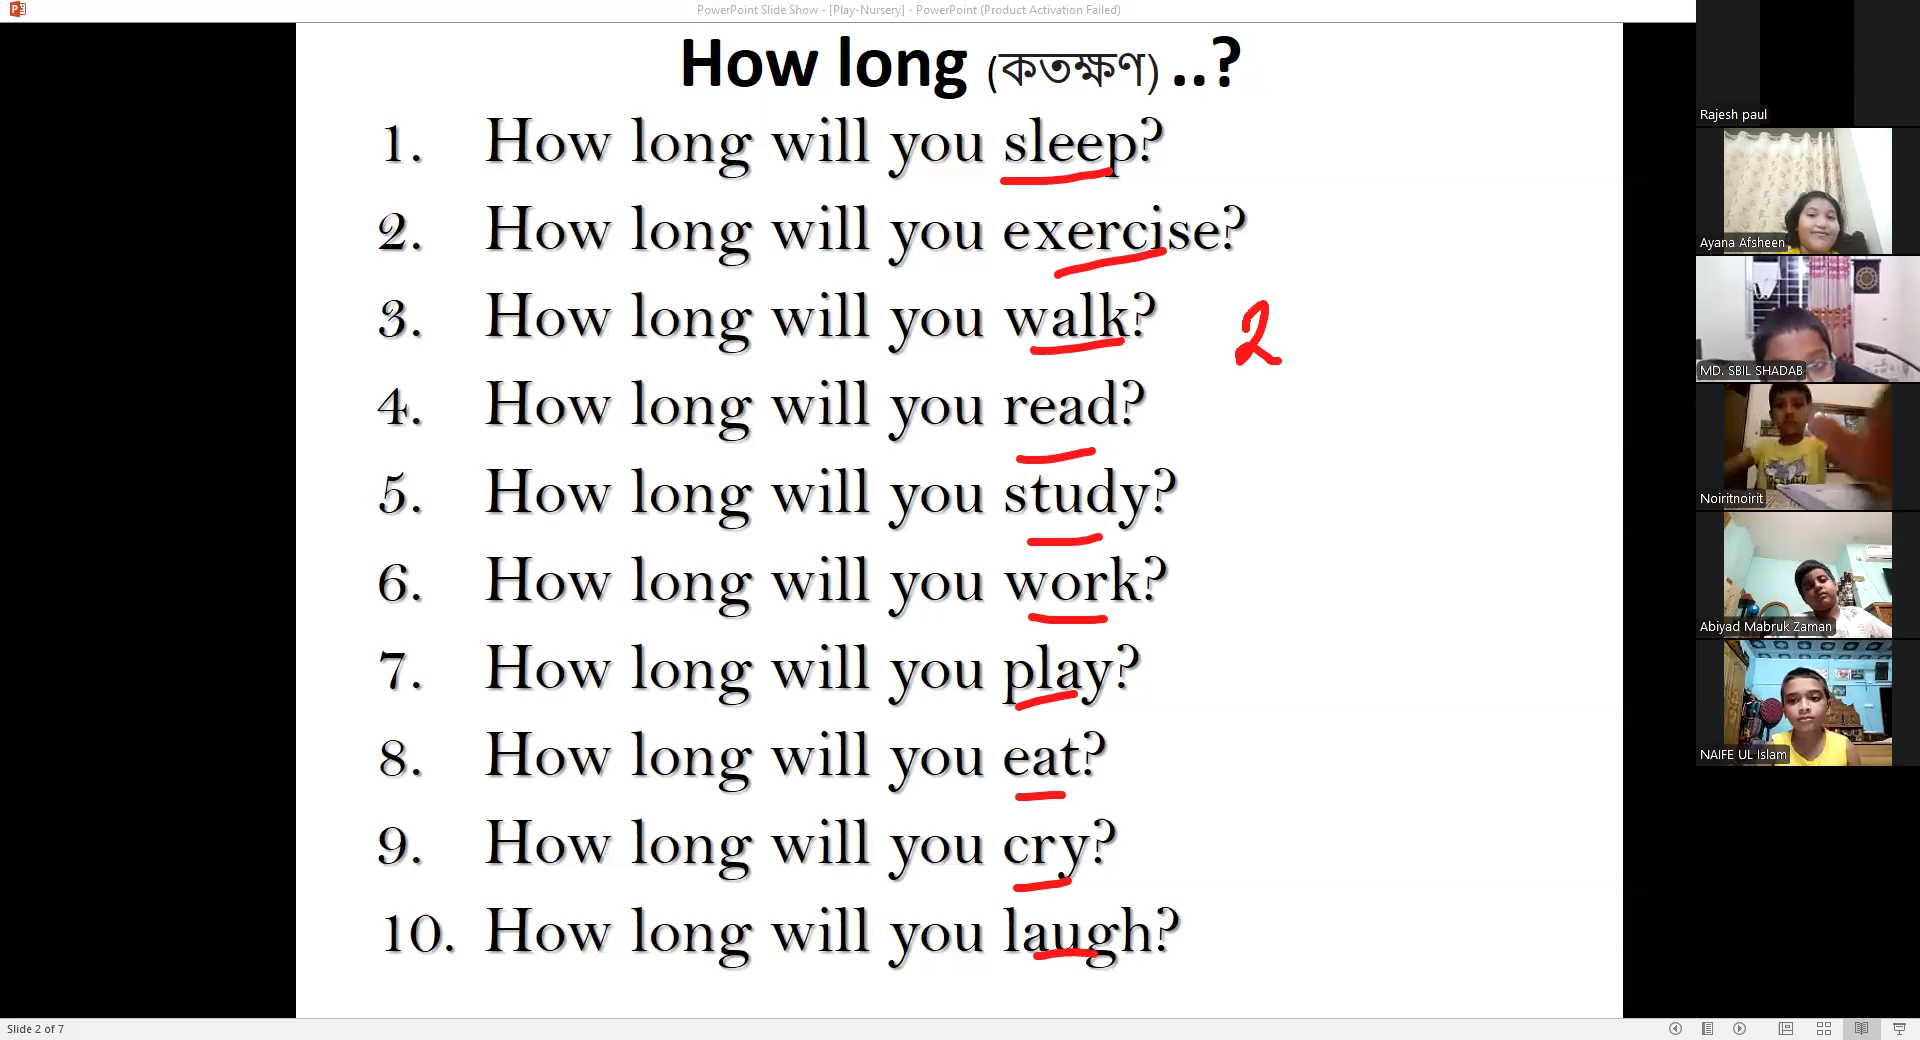 PowerPoint Slide Show - [Play-Nursery] - PowerPoint (Product Activation Failed)
How long (কতক্ষণ) ..?
1. How long will you sleep?
2. How long will you exercise?
3. How long will you walk?
2
4. How long will you read?
5. How long will you study?
6. How long will you work?
7. How long will you play?
8. How long will you eat?
9. How long will you cry?
10. How long will you laugh?
Rajesh paul
Ayana Afsheen
MD. SBIL SHADAB
Noiritnoirit
Abiyad Mabruk Zaman
NAIFE UL Islam
Slide 2 of 7